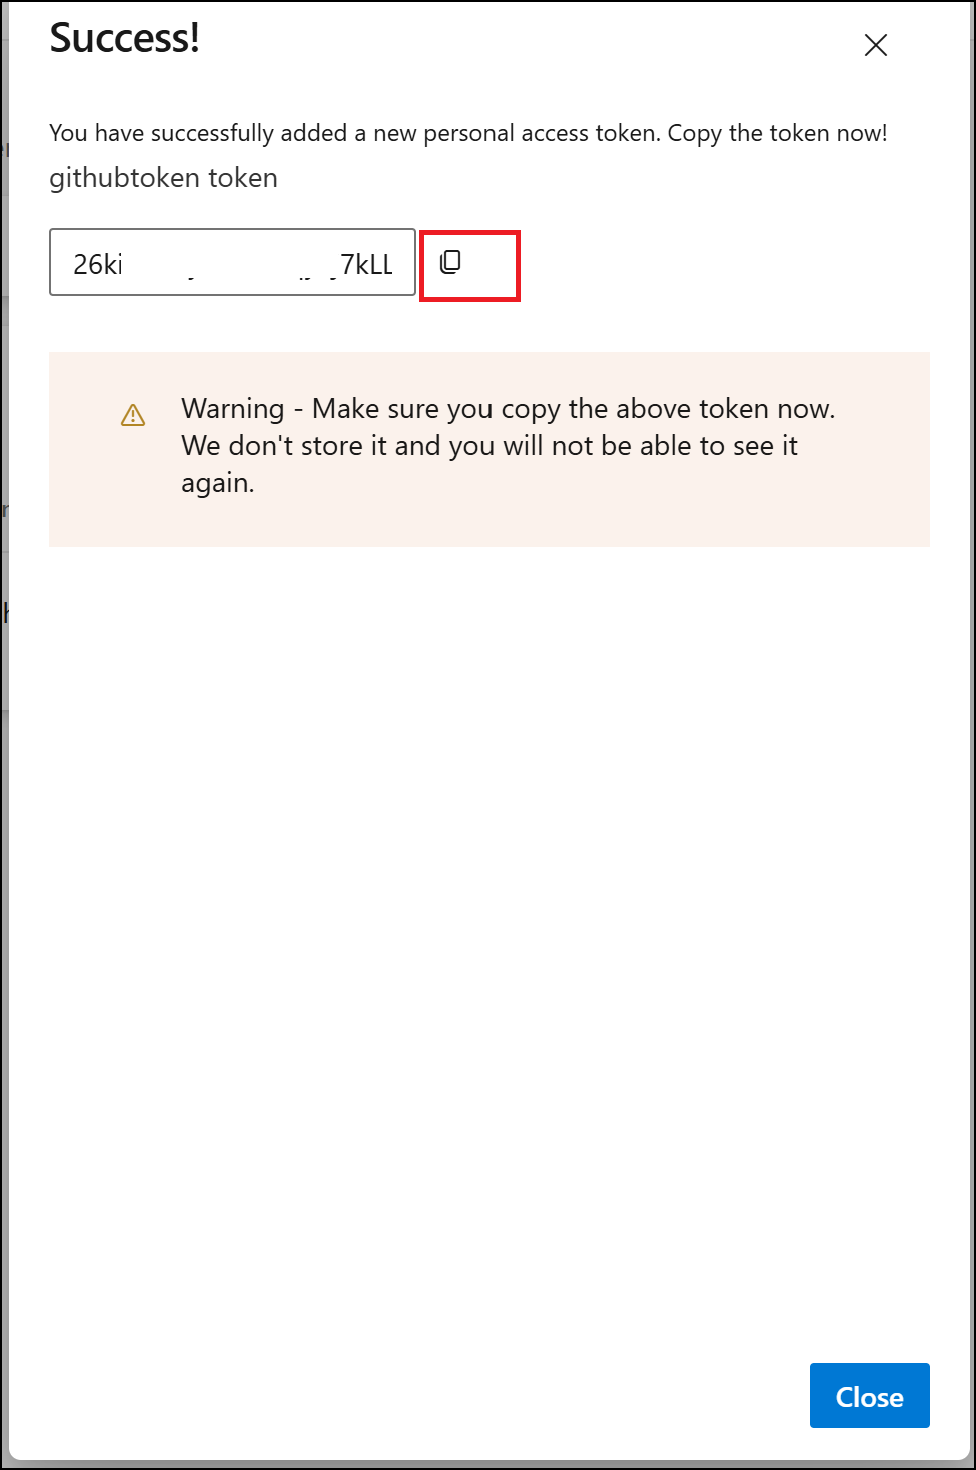 Success!
You have successfully added a new personal access token. Copy the token now!
githubtoken token
26ki 7kLL
Warning - Make sure you copy the above token now.
We don't store it and you will not be able to see it
again.
Close